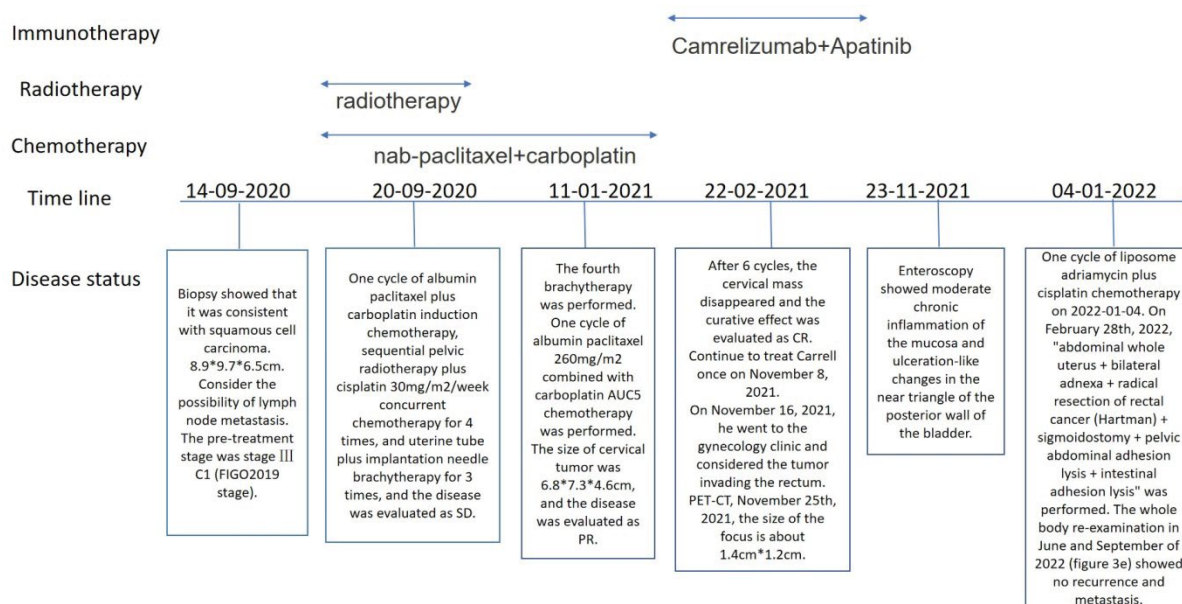 Immunotherapy
Camrelizumab+Apatinib
Radiotherapy
radiotherapy
Chemotherapy
nab-paclitaxel+carboplatin
Time line
14-09-2020
20-09-2020
11-01-2021
22-02-2021
23-11-2021
04-01-2022
Disease status
Biopsy showed that
it was consistent
with squamous cell
carcinoma.
8.9*9.7*6.5cm.
Consider the
possibility of lymph
node metastasis.
The pre-treatment
stage was stage Ⅲ
C1 (FIGO2019
stage).
One cycle of albumin
paclitaxel plus
carboplatin induction
chemotherapy,
sequential pelvic
radiotherapy plus
cisplatin 30mg/m2/week
concurrent
chemotherapy for 4
times, and uterine tube
plus implantation needle
brachytherapy for 3
times, and the disease
was evaluated as SD.
The fourth
brachytherapy
was performed.
One cycle of
albumin paclitaxel
260mg/m2
combined with
carboplatin AUC5
chemotherapy
was performed.
The size of cervical
tumor was
6.8*7.3*4.6cm,
and the disease
was evaluated as
PR.
After 6 cycles, the
cervical mass
disappeared and the
curative effect was
evaluated as CR.
Continue to treat Carrell
once on November 8,
2021.
On November 16, 2021,
he went to the
gynecology clinic and
considered the tumor
invading the rectum.
PET-CT, November 25th,
2021, the size of the
focus is about
1.4cm*1.2cm.
Enteroscopy
showed moderate
chronic
inflammation of
the mucosa and
ulceration-like
changes in the
near triangle of the
posterior wall of
the bladder.
One cycle of liposome
adriamycin plus
cisplatin chemotherapy
on 2022-01-04. On
February 28th, 2022,
"abdominal whole
uterus + bilateral
adnexa + radical
resection of rectal
cancer (Hartman) +
sigmoidostomy + pelvic
abdominal adhesion
lysis + intestinal
adhesion lysis" was
performed. The whole
body re-examination in
June and September of
2022 (figure 3e) showed
no recurrence and
metastasis.